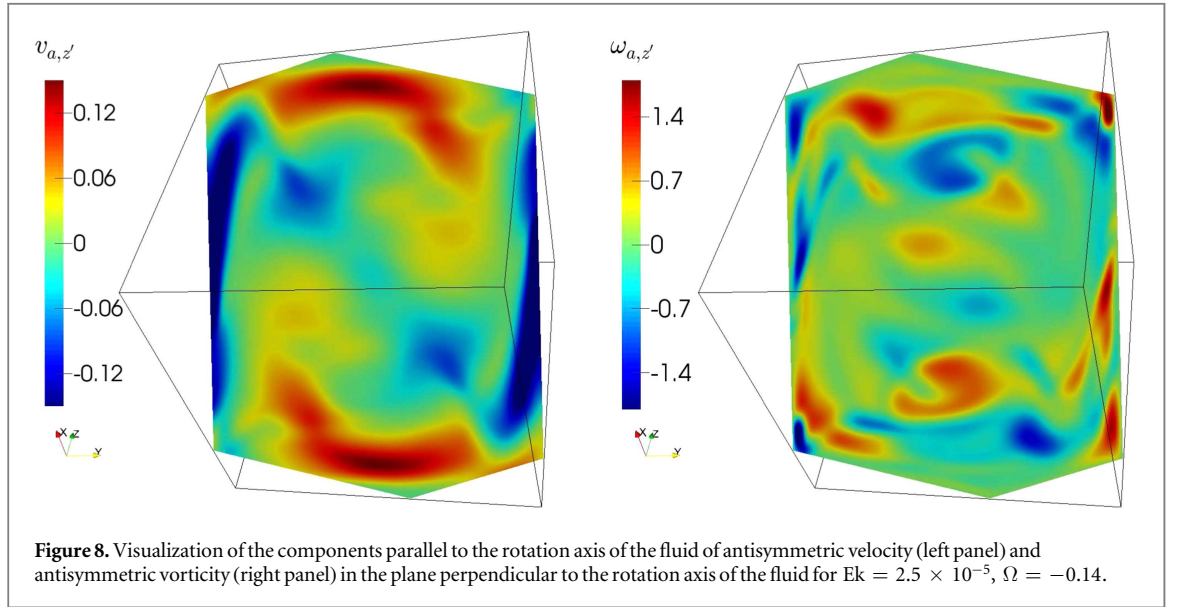 v_{a,z'}
0.12
0.06
0
-0.06
-0.12
X Z Y
ω_{a,z'}
1.4
0.7
0
-0.7
-1.4
X Z Y
Figure 8. Visualization of the components parallel to the rotation axis of the fluid of antisymmetric velocity (left panel) and
antisymmetric vorticity (right panel) in the plane perpendicular to the rotation axis of the fluid for Ek = 2.5 × 10⁻⁵, Ω = −0.14.